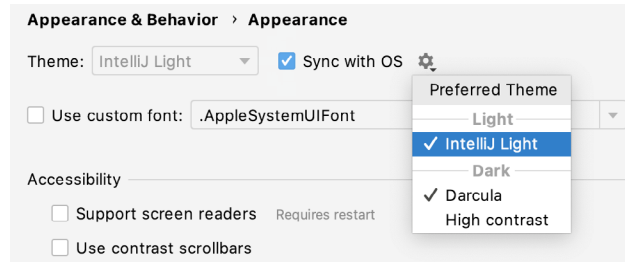 Appearance & Behavior › Appearance
Theme: IntelliJ Light Sync with OS
Preferred Theme
Use custom font: .AppleSystemUIFont
Light
IntelliJ Light
Dark
Darcula
High contrast
Accessibility
Support screen readers Requires restart
Use contrast scrollbars